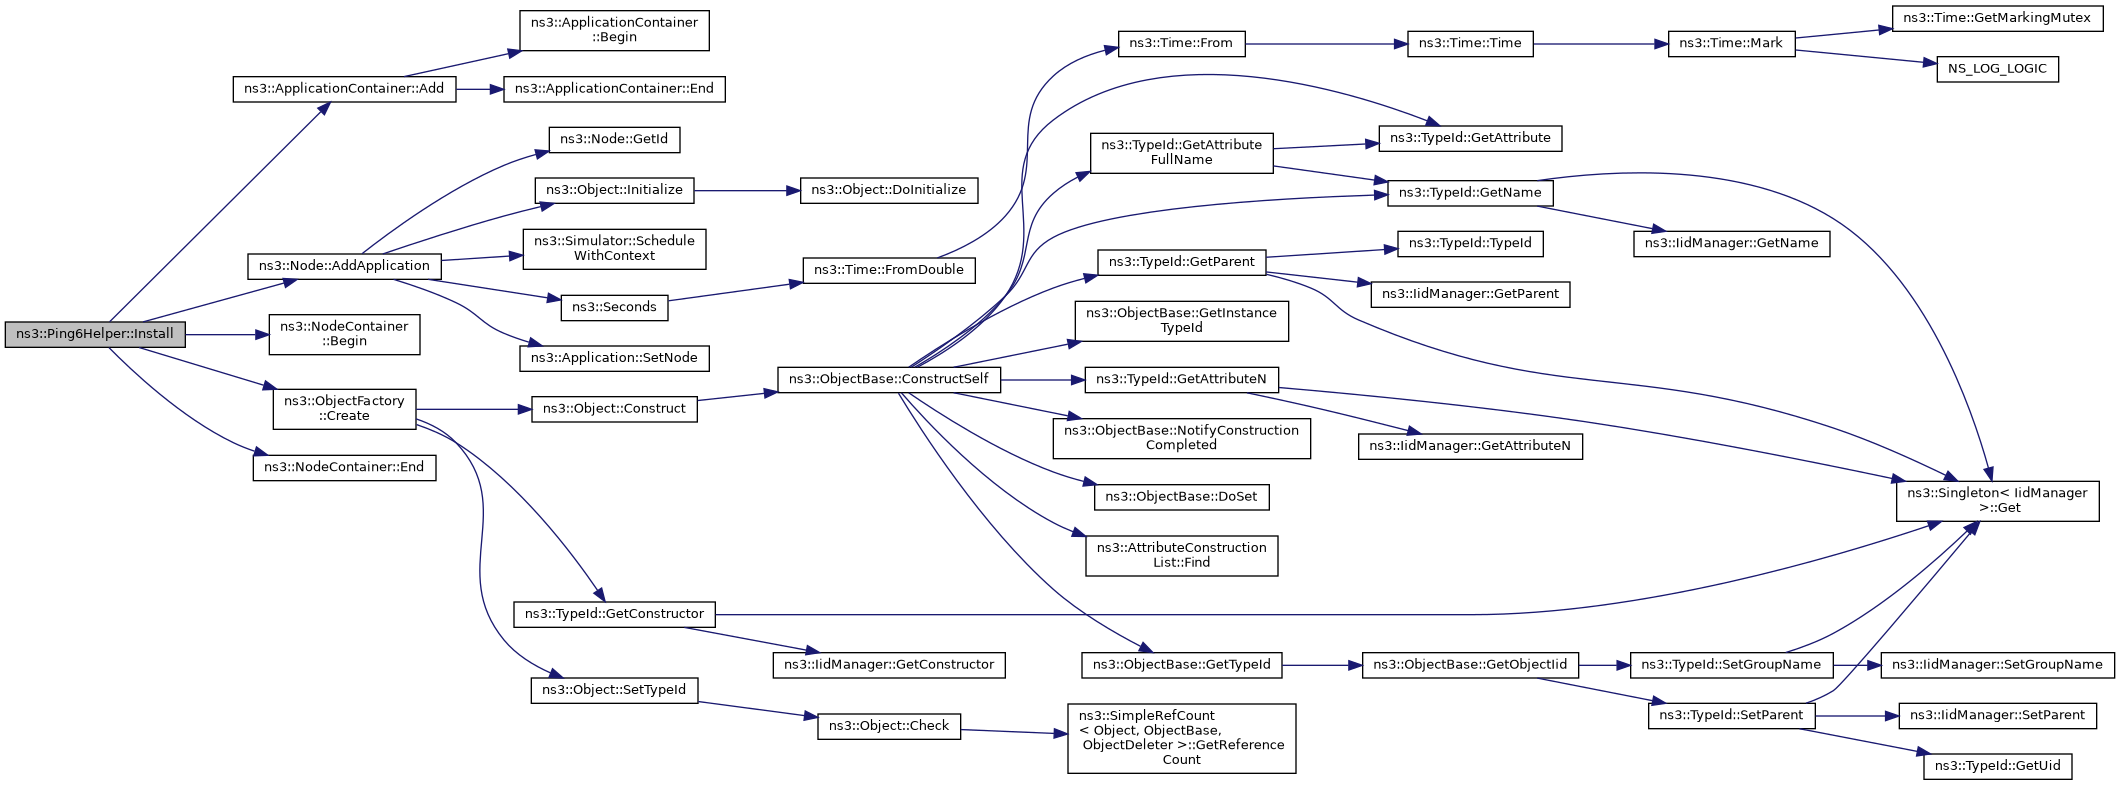 ns3::Ping6Helper::Install
ns3::ApplicationContainer::Add
ns3::ApplicationContainer
::Begin
ns3::ApplicationContainer::End
ns3::Node::AddApplication
ns3::Node::GetId
ns3::Object::Initialize
ns3::Object::DoInitialize
ns3::Simulator::Schedule
WithContext
ns3::Seconds
ns3::Time::FromDouble
ns3::Application::SetNode
ns3::NodeContainer
::Begin
ns3::ObjectFactory
::Create
ns3::NodeContainer::End
ns3::Object::Construct
ns3::ObjectBase::ConstructSelf
ns3::TypeId::GetConstructor
ns3::IidManager::GetConstructor
ns3::Object::SetTypeId
ns3::Object::Check
ns3::SimpleRefCount
< Object, ObjectBase,
ObjectDeleter >::GetReference
Count
ns3::Time::From
ns3::Time::Time
ns3::Time::Mark
ns3::Time::GetMarkingMutex
NS_LOG_LOGIC
ns3::TypeId::GetAttribute
ns3::TypeId::GetAttribute
FullName
ns3::TypeId::GetName
ns3::IidManager::GetName
ns3::TypeId::GetParent
ns3::TypeId::TypeId
ns3::IidManager::GetParent
ns3::ObjectBase::GetInstance
TypeId
ns3::TypeId::GetAttributeN
ns3::IidManager::GetAttributeN
ns3::ObjectBase::NotifyConstruction
Completed
ns3::ObjectBase::DoSet
ns3::AttributeConstruction
List::Find
ns3::Singleton< IidManager
>::Get
ns3::ObjectBase::GetTypeId
ns3::ObjectBase::GetObjectIid
ns3::TypeId::SetGroupName
ns3::IidManager::SetGroupName
ns3::TypeId::SetParent
ns3::IidManager::SetParent
ns3::TypeId::GetUid